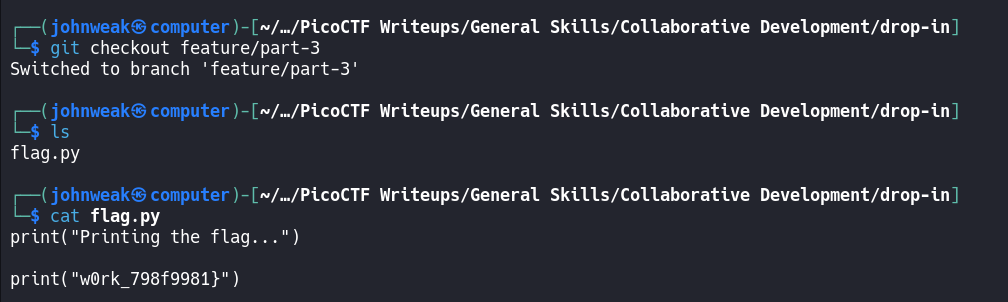 ┌──(johnweak㉿computer)-[~/…/PicoCTF Writeups/General Skills/Collaborative Development/drop-in]
└─$ git checkout feature/part-3
Switched to branch 'feature/part-3'
┌──(johnweak㉿computer)-[~/…/PicoCTF Writeups/General Skills/Collaborative Development/drop-in]
└─$ ls
flag.py
┌──(johnweak㉿computer)-[~/…/PicoCTF Writeups/General Skills/Collaborative Development/drop-in]
└─$ cat flag.py
print("Printing the flag...")
print("w0rk_798f9981}")